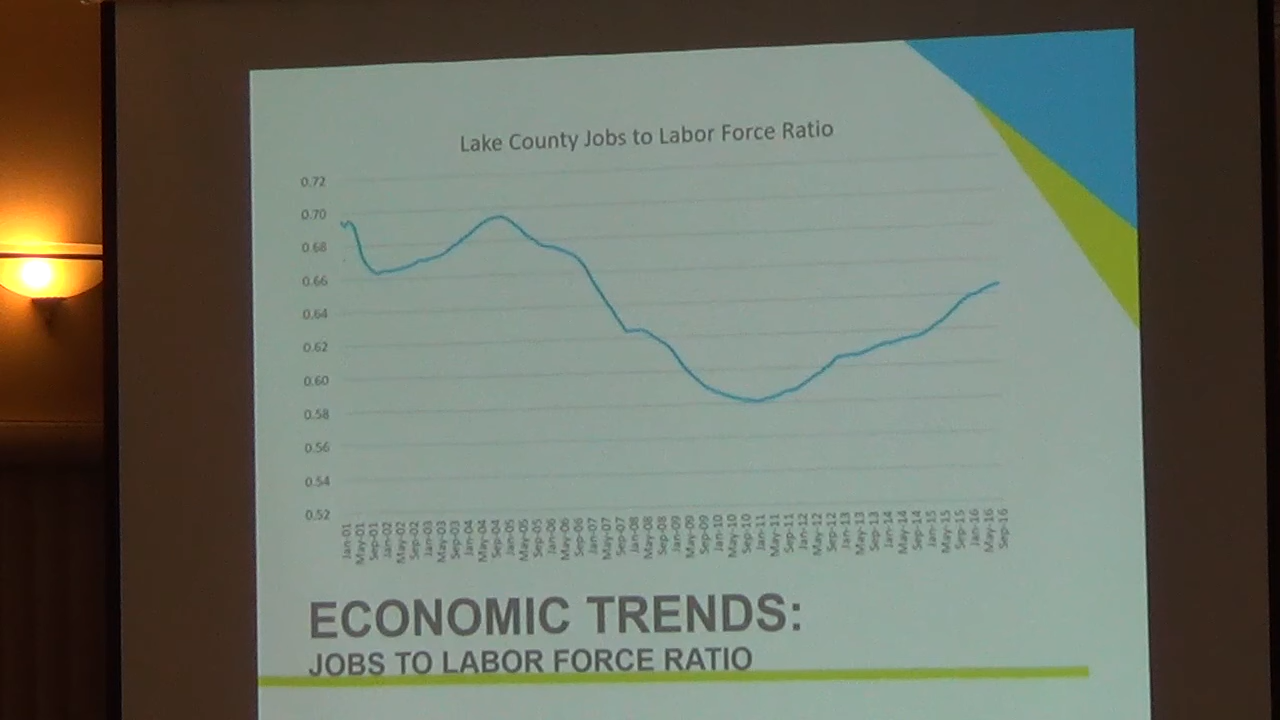 Lake County Jobs to Labor Force Ratio
0.72
0.70
0.68
0.66
0.64
0.62
0.60
0.58
0.56
0.54
0.52
Jan-01 May-01 Sep-01 Jan-02 May-02 Sep-02 Jan-03 May-03 Sep-03 Jan-04 May-04 Sep-04 Jan-05 May-05 Sep-05 Jan-06 May-06 Sep-06 Jan-07 May-07 Sep-07 Jan-08 May-08 Sep-08 Jan-09 May-09 Sep-09 Jan-10 May-10 Sep-10 Jan-11 May-11 Sep-11 Jan-12 May-12 Sep-12 Jan-13 May-13 Sep-13 Jan-14 May-14 Sep-14 Jan-15 May-15 Sep-15 Jan-16 May-16 Sep-16
ECONOMIC TRENDS:
JOBS TO LABOR FORCE RATIO